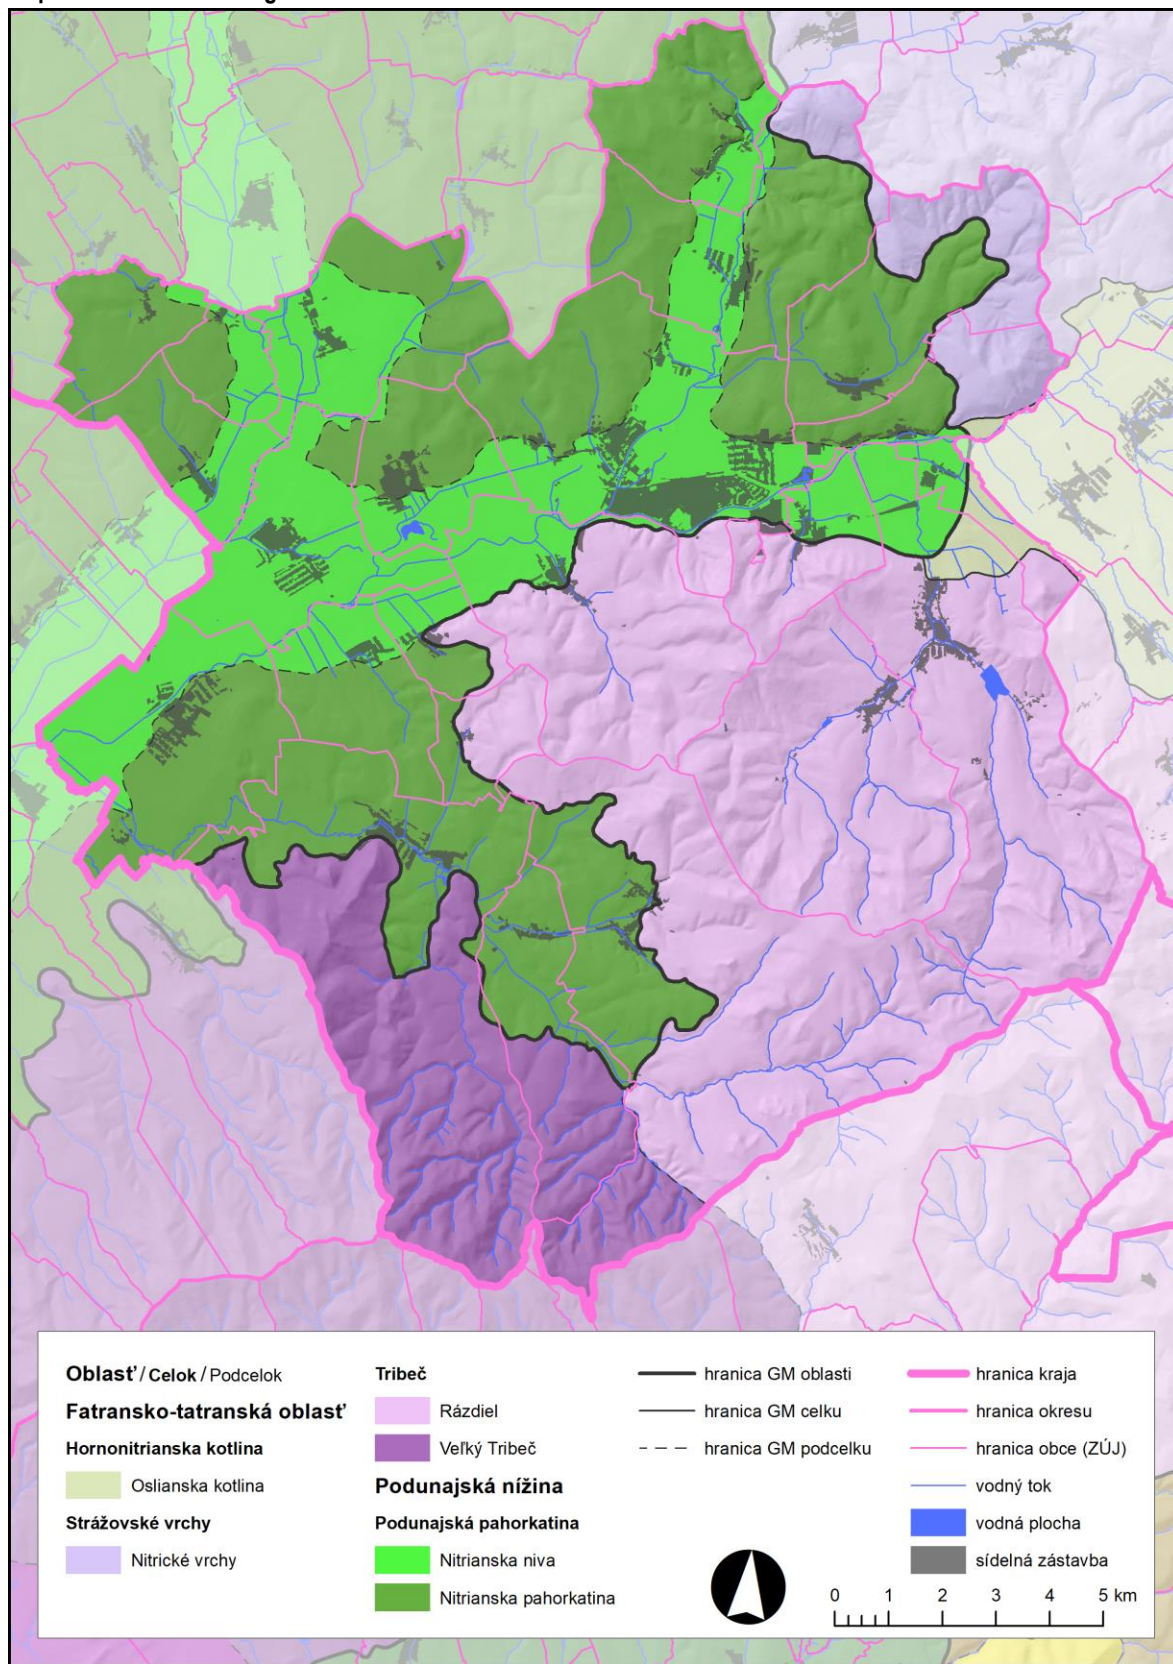 Oblasť / Celok / Podcelok
Fatransko-tatranská oblasť
Hornonitrianska kotlina
Oslianska kotlina
Strážovské vrchy
Nitrické vrchy
Tribeč
Rázdiel
Veľký Tribeč
Podunajská nížina
Podunajská pahorkatina
Nitrianska niva
Nitrianska pahorkatina
hranica GM oblasti
hranica GM celku
hranica GM podcelku
hranica kraja
hranica okresu
hranica obce (ZÚJ)
vodný tok
vodná plocha
sídelná zástavba
0 1 2 3 4 5 km